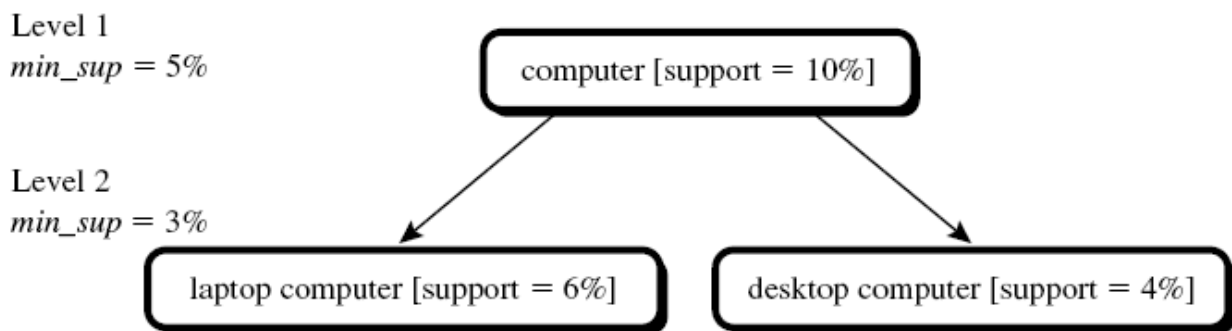 Level 1
min_sup = 5%
computer [support = 10%]
Level 2
min_sup = 3%
laptop computer [support = 6%]
desktop computer [support = 4%]